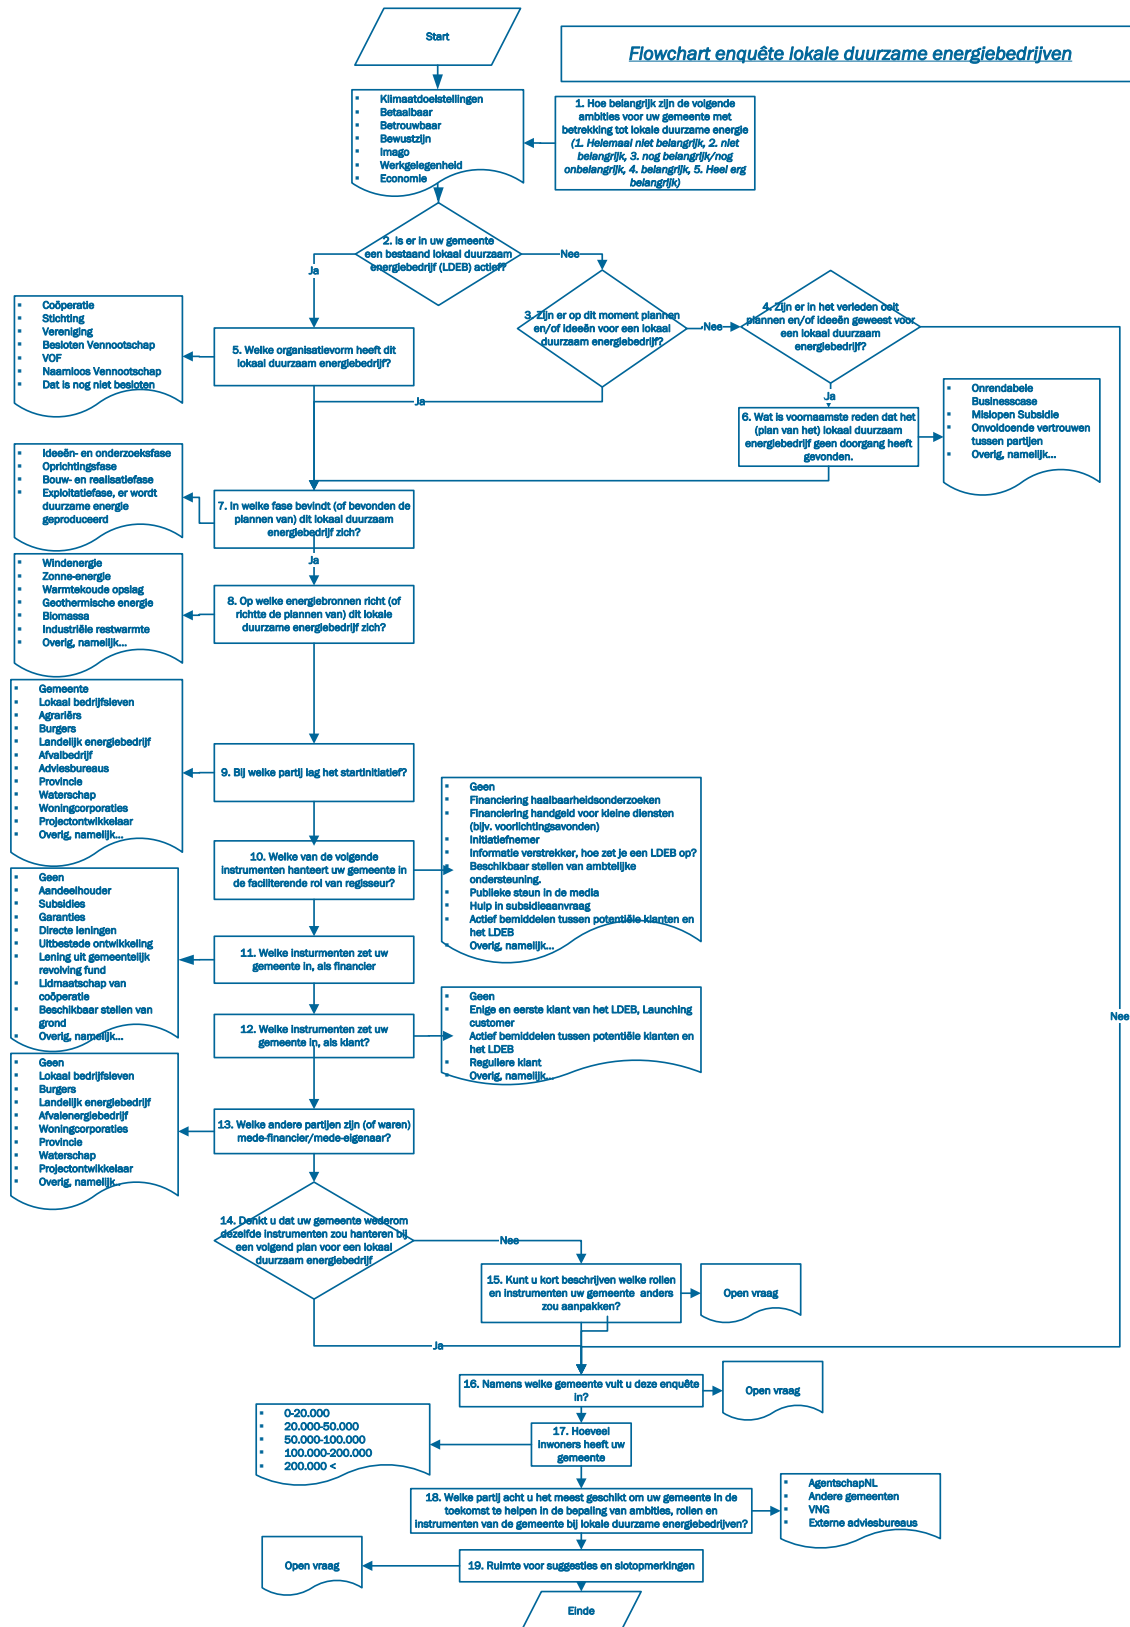 Start
Flowchart enquête lokale duurzame energiebedrijven
Klimaatdoelstellingen
Betaalbaar
Betrouwbaar
Bewustzijn
Imago
Werkgelegenheid
Economie
1. Hoe belangrijk zijn de volgende
ambities voor uw gemeente met
betrekking tot lokale duurzame energie
(1. Helemaal niet belangrijk, 2. niet
belangrijk, 3. nog belangrijk/nog
onbelangrijk, 4. belangrijk, 5. Heel erg
belangrijk)
2. Is er in uw gemeente
een bestaand lokaal duurzaam
energiebedrijf (LDEB) actief?
Ja
Nee
3. Zijn er op dit moment plannen
en/of ideeën voor een lokaal
duurzaam energiebedrijf?
Nee
4. Zijn er in het verleden ooit
plannen en/of ideeën geweest voor
een lokaal duurzaam
energiebedrijf?
Coöperatie
Stichting
Vereniging
Besloten Vennootschap
VOF
Naamloos Vennootschap
Dat is nog niet besloten
5. Welke organisatievorm heeft dit
lokaal duurzaam energiebedrijf?
Ja
Ja
6. Wat is voornaamste reden dat het
(plan van het) lokaal duurzaam
energiebedrijf geen doorgang heeft
gevonden.
Onrendabele
Businesscase
Mislopen Subsidie
Onvoldoende vertrouwen
tussen partijen
Overig, namelijk...
Ideeën- en onderzoeksfase
Oprichtingsfase
Bouw- en realisatiefase
Exploitatiefase, er wordt
duurzame energie
geproduceerd
7. In welke fase bevindt (of bevonden de
plannen van) dit lokaal duurzaam
energiebedrijf zich?
Ja
Windenergie
Zonne-energie
Warmtekoude opslag
Geothermische energie
Biomassa
Industriële restwarmte
Overig, namelijk...
8. Op welke energiebronnen richt (of
richtte de plannen van) dit lokale
duurzame energiebedrijf zich?
Gemeente
Lokaal bedrijfsleven
Agrariërs
Burgers
Landelijk energiebedrijf
Afvalbedrijf
Adviesbureaus
Provincie
Waterschap
Woningcorporaties
Projectontwikkelaar
Overig, namelijk...
9. Bij welke partij lag het startinitiatief?
10. Welke van de volgende
instrumenten hanteert uw gemeente in
de faciliterende rol van regisseur?
Geen
Financiering haalbaarheidsonderzoeken
Financiering handgeld voor kleine diensten
(bijv. voorlichtingsavonden)
Initiatiefnemer
Informatie verstrekker, hoe zet je een LDEB op?
Beschikbaar stellen van ambtelijke
ondersteuning.
Publieke steun in de media
Hulp in subsidieaanvraag
Actief bemiddelen tussen potentiële klanten en
het LDEB
Overig, namelijk...
Geen
Aandeelhouder
Subsidies
Garanties
Directe leningen
Uitbestede ontwikkeling
Lening uit gemeentelijk
revolving fund
Lidmaatschap van
coöperatie
Beschikbaar stellen van
grond
Overig, namelijk...
11. Welke insturmenten zet uw
gemeente in, als financier
12. Welke instrumenten zet uw
gemeente in, als klant?
Geen
Enige en eerste klant van het LDEB, Launching
customer
Actief bemiddelen tussen potentiële klanten en
het LDEB
Reguliere klant
Overig, namelijk...
Nee
Geen
Lokaal bedrijfsleven
Burgers
Landelijk energiebedrijf
Afvalenergiebedrijf
Woningcorporaties
Provincie
Waterschap
Projectontwikkelaar
Overig, namelijk...
13. Welke andere partijen zijn (of waren)
mede-financier/mede-eigenaar?
14. Denkt u dat uw gemeente wederom
dezelfde instrumenten zou hanteren bij
een volgend plan voor een lokaal
duurzaam energiebedrijf
Nee
15. Kunt u kort beschrijven welke rollen
en instrumenten uw gemeente anders
zou aanpakken?
Open vraag
Ja
16. Namens welke gemeente vult u deze enquête
in?
Open vraag
0-20.000
20.000-50.000
50.000-100.000
100.000-200.000
200.000 <
17. Hoeveel
inwoners heeft uw
gemeente
18. Welke partij acht u het meest geschikt om uw gemeente in de
toekomst te helpen in de bepaling van ambities, rollen en
instrumenten van de gemeente bij lokale duurzame energiebedrijven?
AgentschapNL
Andere gemeenten
VNG
Externe adviesbureaus
Open vraag
19. Ruimte voor suggesties en slotopmerkingen
Einde